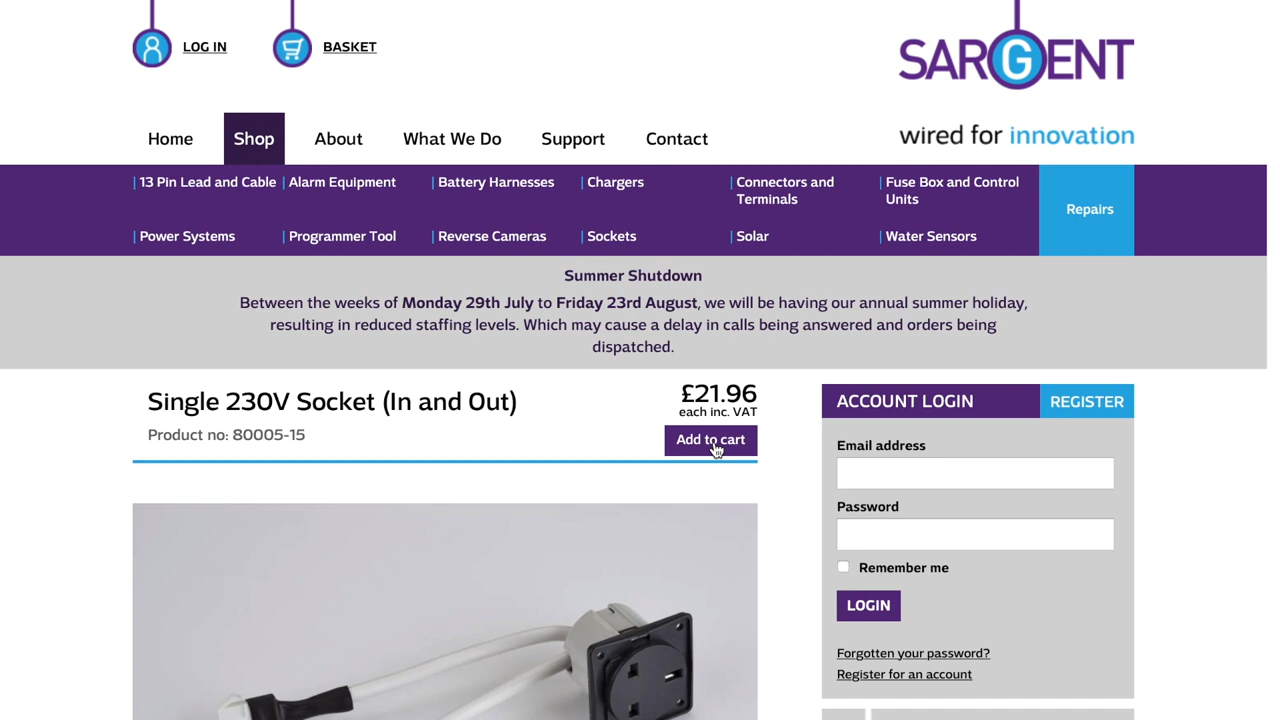 LOG IN
BASKET
SARGENT
wired for innovation
Home
Shop
About
What We Do
Support
Contact
13 Pin Lead and Cable
Alarm Equipment
Battery Harnesses
Chargers
Connectors and
Terminals
Fuse Box and Control
Units
Repairs
Power Systems
Programmer Tool
Reverse Cameras
Sockets
Solar
Water Sensors
Summer Shutdown
Between the weeks of Monday 29th July to Friday 23rd August, we will be having our annual summer holiday,
resulting in reduced staffing levels. Which may cause a delay in calls being answered and orders being
dispatched.
Single 230V Socket (In and Out)
£21.96
each inc. VAT
Product no: 80005-15
Add to cart
ACCOUNT LOGIN
REGISTER
Email address
Password
Remember me
LOGIN
Forgotten your password?
Register for an account